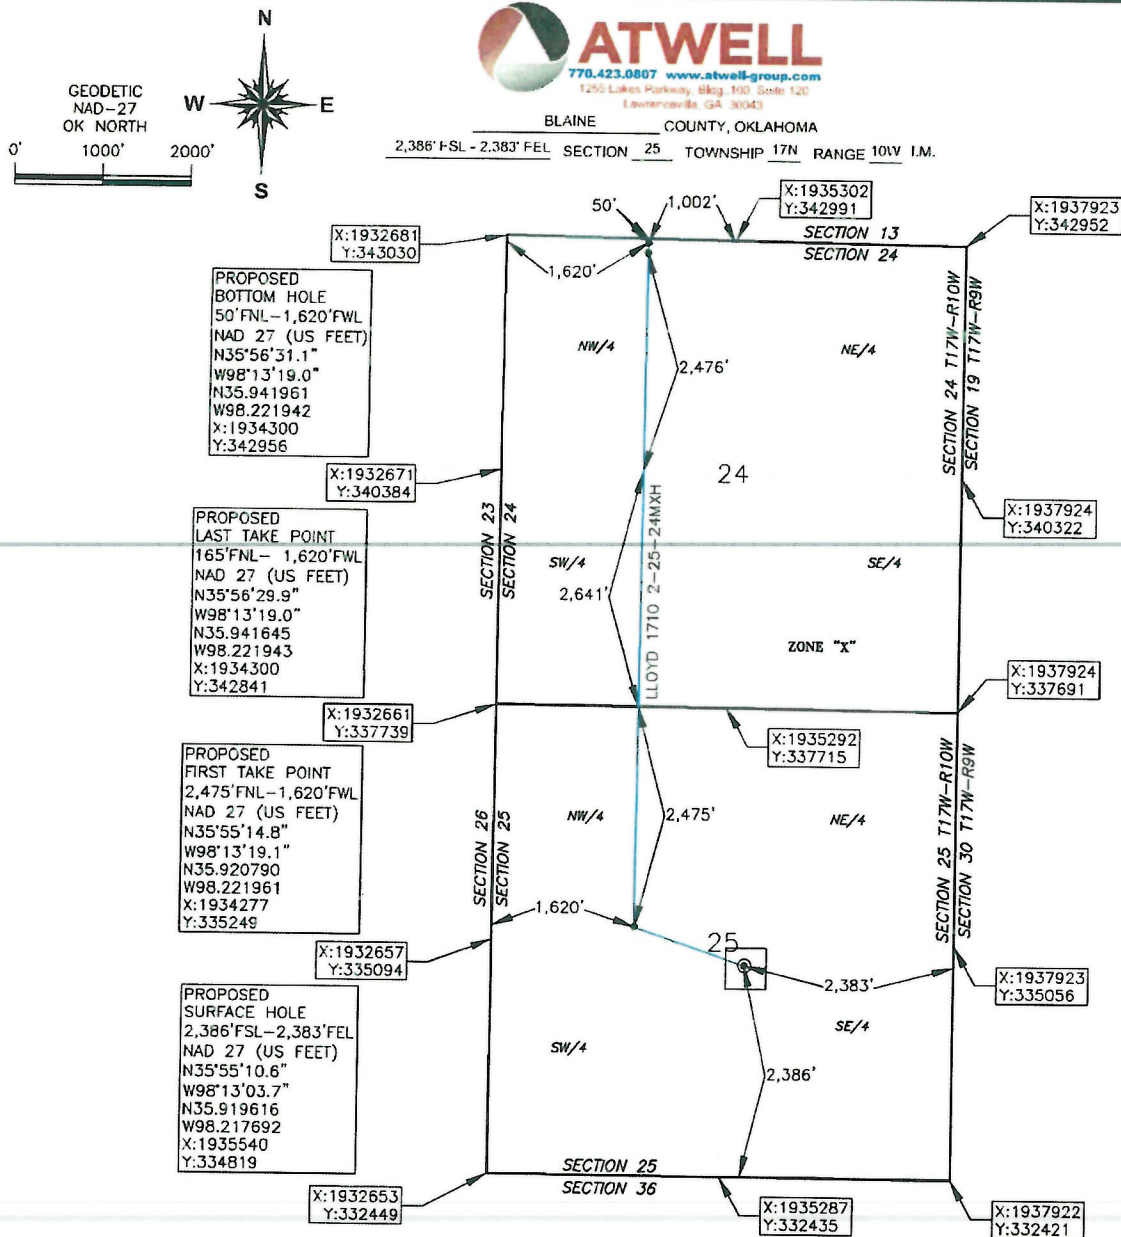 N
W
E
S
GEODETIC
NAD-27
OK NORTH
0'
1000'
2000'
ATWELL
770.423.0807 www.atwell-group.com
1255 Lakes Parkway, Bldg. 100, Suite 120
Lawrenceville, GA 30043
BLAINE COUNTY, OKLAHOMA
2,386' FSL - 2,383' FEL SECTION 25 TOWNSHIP 17N RANGE 10W I.M.
50'
1,002'
X:1935302
Y:342991
X:1937923
Y:342952
X:1932681
Y:343030
SECTION 13
SECTION 24
1,620'
PROPOSED
BOTTOM HOLE
50'FNL-1,620'FWL
NAD 27 (US FEET)
N35°56'31.1"
W98°13'19.0"
N35.941961
W98.221942
X:1934300
Y:342956
NW/4
NE/4
2,476'
SECTION 24 T17W-R10W
SECTION 19 T17W-R9W
24
X:1932671
Y:340384
X:1937924
Y:340322
PROPOSED
LAST TAKE POINT
165'FNL- 1,620'FWL
NAD 27 (US FEET)
N35°56'29.9"
W98°13'19.0"
N35.941645
W98.221943
X:1934300
Y:342841
SECTION 23
SECTION 24
SW/4
SE/4
2,641'
LLOYD 1710 2-25-24MXH
ZONE "X"
X:1937924
Y:337691
X:1932661
Y:337739
X:1935292
Y:337715
PROPOSED
FIRST TAKE POINT
2,475'FNL-1,620'FWL
NAD 27 (US FEET)
N35°55'14.8"
W98°13'19.1"
N35.920790
W98.221961
X:1934277
Y:335249
SECTION 26
SECTION 25
NW/4
NE/4
2,475'
SECTION 25 T17W-R10W
SECTION 30 T17W-R9W
1,620'
25
X:1932657
Y:335094
2,383'
X:1937923
Y:335056
PROPOSED
SURFACE HOLE
2,386'FSL-2,383'FEL
NAD 27 (US FEET)
N35°55'10.6"
W98°13'03.7"
N35.919616
W98.217692
X:1935540
Y:334819
SW/4
SE/4
2,386'
SECTION 25
SECTION 36
X:1932653
Y:332449
X:1935287
Y:332435
X:1937922
Y:332421